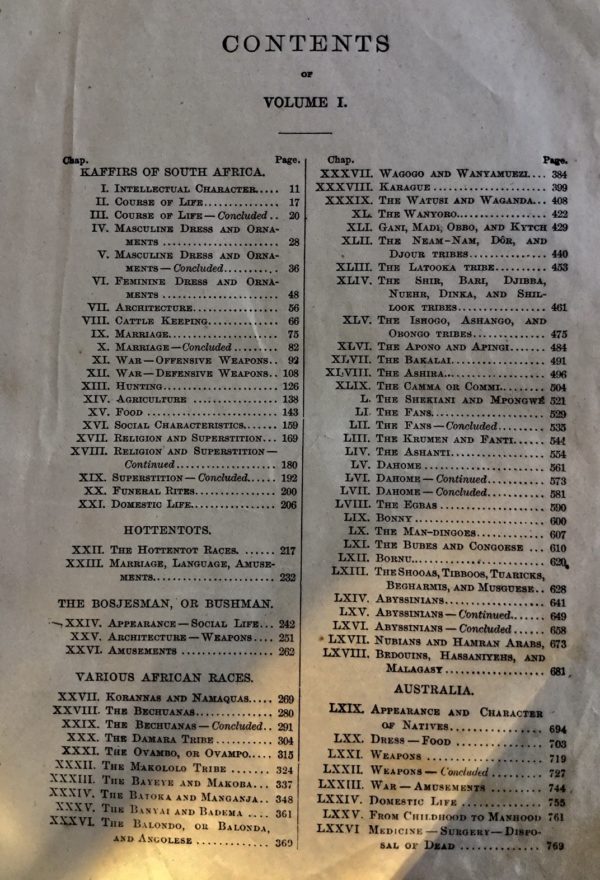 CONTENTS
OF
VOLUME I.
Chap. Page.
KAFFIRS OF SOUTH AFRICA.
I. INTELLECTUAL CHARACTER..... 11
II. COURSE OF LIFE............... 17
III. COURSE OF LIFE—Concluded.. 20
IV. MASCULINE DRESS AND ORNA-
MENTS ...................... 28
V. MASCULINE DRESS AND ORNA-
MENTS—Concluded.......... 36
VI. FEMININE DRESS AND ORNA-
MENTS ...................... 48
VII. ARCHITECTURE................ 56
VIII. CATTLE KEEPING.............. 66
IX. MARRIAGE..................... 75
X. MARRIAGE—Concluded........ 82
XI. WAR—OFFENSIVE WEAPONS.. 92
XII. WAR—DEFENSIVE WEAPONS.. 108
XIII. HUNTING...................... 126
XIV. AGRICULTURE ................ 138
XV. FOOD ......................... 143
XVI. SOCIAL CHARACTERISTICS...... 159
XVII. RELIGION AND SUPERSTITION... 169
XVIII. RELIGION AND SUPERSTITION—
Continued................... 180
XIX. SUPERSTITION—Concluded..... 192
XX. FUNERAL RITES............... 200
XXI. DOMESTIC LIFE................ 206
HOTTENTOTS.
XXII. THE HOTTENTOT RACES. ...... 217
XXIII. MARRIAGE, LANGUAGE, AMUSE-
MENTS....................... 232
THE BOSJESMAN, OR BUSHMAN.
XXIV. APPEARANCE—SOCIAL LIFE... 242
XXV. ARCHITECTURE—WEAPONS.... 251
XXVI. AMUSEMENTS ................. 262
VARIOUS AFRICAN RACES.
XXVII. KORANNAS AND NAMAQUAS..... 269
XXVIII. THE BECHUANAS............... 280
XXIX. THE BECHUANAS—Concluded.. 291
XXX. THE DAMARA TRIBE........... 304
XXXI. THE OVAMBO, OR OVAMPO.... 315
XXXII. THE MAKOLOLO TRIBE ....... 324
XXXIII. THE BAYEYE AND MAKOBA... 337
XXXIV. THE BATOKA AND MANGANJA.. 348
XXXV. THE BANYAI AND BADEMA .... 361
XXXVI. THE BALONDO, OR BALONDA,
AND ANGOLESE .............. 369
Chap. Page.
XXXVII. WAGOGO AND WANYAMUEZI.... 384
XXXVIII. KARAGUE ..................... 399
XXXIX. THE WATUSI AND WAGANDA... 408
XL. THE WANYORO................. 422
XLI. GANI, MADI, OBBO, AND KYTCH 429
XLII. THE NEAM-NAM, DÔR, AND
DJOUR TRIBES............... 440
XLIII. THE LATOOKA TRIBE.......... 453
XLIV. THE SHIR, BARI, DJIBBA,
NUEHR, DINKA, AND SHIL-
LOOK TRIBES................ 461
XLV. THE ISHOGO, ASHANGO, AND
OBONGO TRIBES.............. 475
XLVI. THE APONO AND APINGI ...... 484
XLVII. THE BAKALAI................. 491
XLVIII. THE ASHIRA.................. 496
XLIX. THE CAMMA OR COMMI........ 504
L. THE SHEKIANI AND MPONGWÉ 521
LI. THE FANS..................... 529
LII. THE FANS—Concluded........ 535
LIII. THE KRUMEN AND FANTI...... 544
LIV. THE ASHANTI................. 554
LV. DAHOME ...................... 561
LVI. DAHOME—Continued.......... 573
LVII. DAHOME—Concluded.......... 581
LVIII. THE EGBAS ................... 590
LIX. BONNY ....................... 600
LX. THE MAN-DINGOES............ 607
LXI. THE BUBES AND CONGOESE ... 610
LXII. BORNU........................ 620
LXIII. THE SHOOAS, TIBBOOS, TUARICKS,
BEGHARMIS, AND MUSGUESE.. 628
LXIV. ABYSSINIANS.................. 641
LXV. ABYSSINIANS—Continued...... 649
LXVI. ABYSSINIANS—Concluded ..... 658
LXVII. NUBIANS AND HAMRAN ARABS, 673
LXVIII. BEDOUINS, HASSANIYEHS, AND
MALAGASY ................... 681
AUSTRALIA.
LXIX. APPEARANCE AND CHARACTER
OF NATIVES.................. 694
LXX. DRESS—FOOD ................ 703
LXXI. WEAPONS ..................... 719
LXXII. WEAPONS—Concluded ........ 727
LXXIII. WAR—AMUSEMENTS .......... 744
LXXIV. DOMESTIC LIFE ............... 755
LXXV. FROM CHILDHOOD TO MANHOOD 761
LXXVI MEDICINE—SURGERY—DISPO-
SAL OF DEAD ................ 769